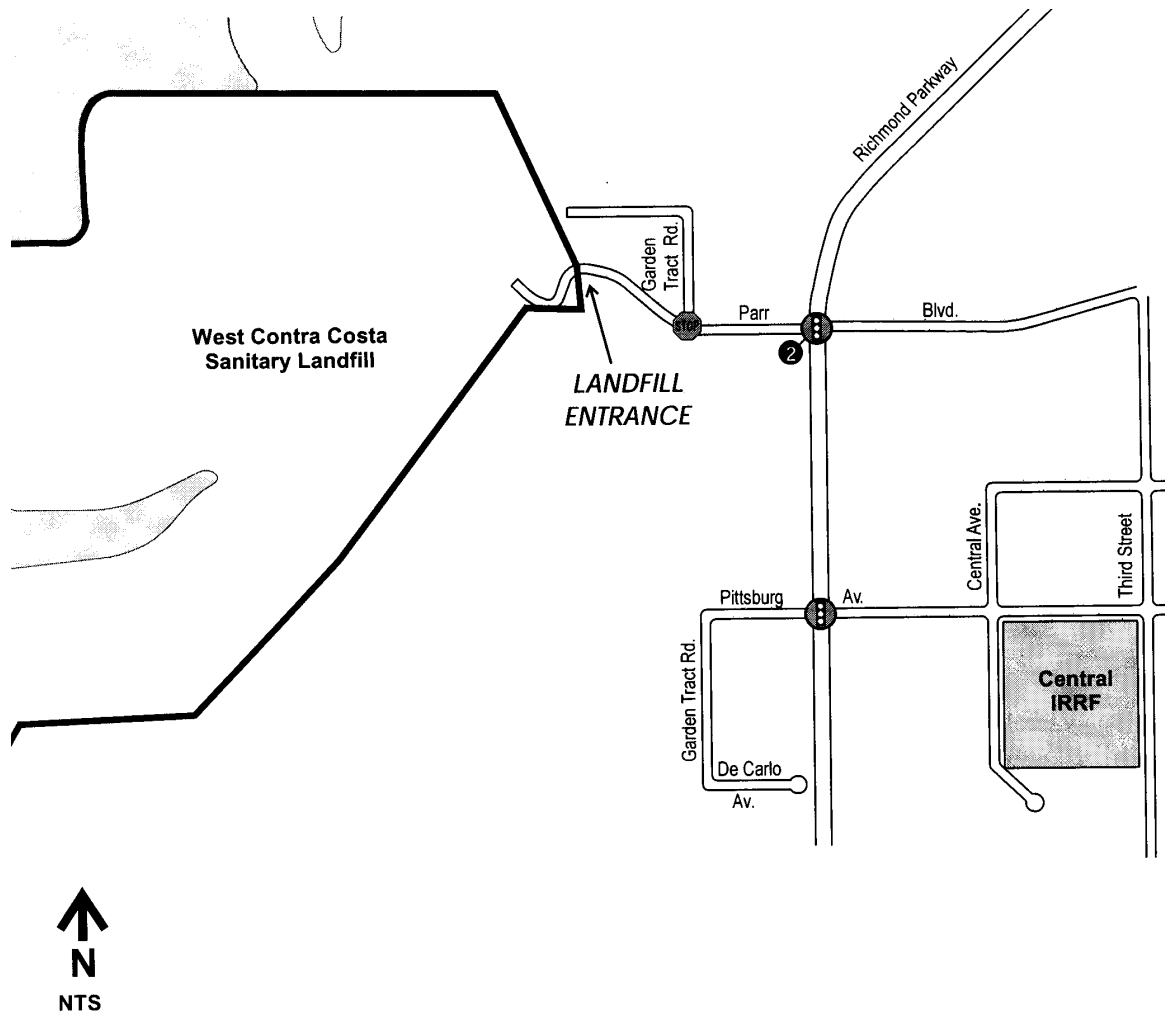 Richmond Parkway
Garden
Tract Rd.
STOP
Parr
Blvd.
2
West Contra Costa
Sanitary Landfill
LANDFILL
ENTRANCE
Central Ave.
Third Street
Pittsburg
Av.
Garden Tract Rd.
Central
IRRF
De Carlo
Av.
N
NTS